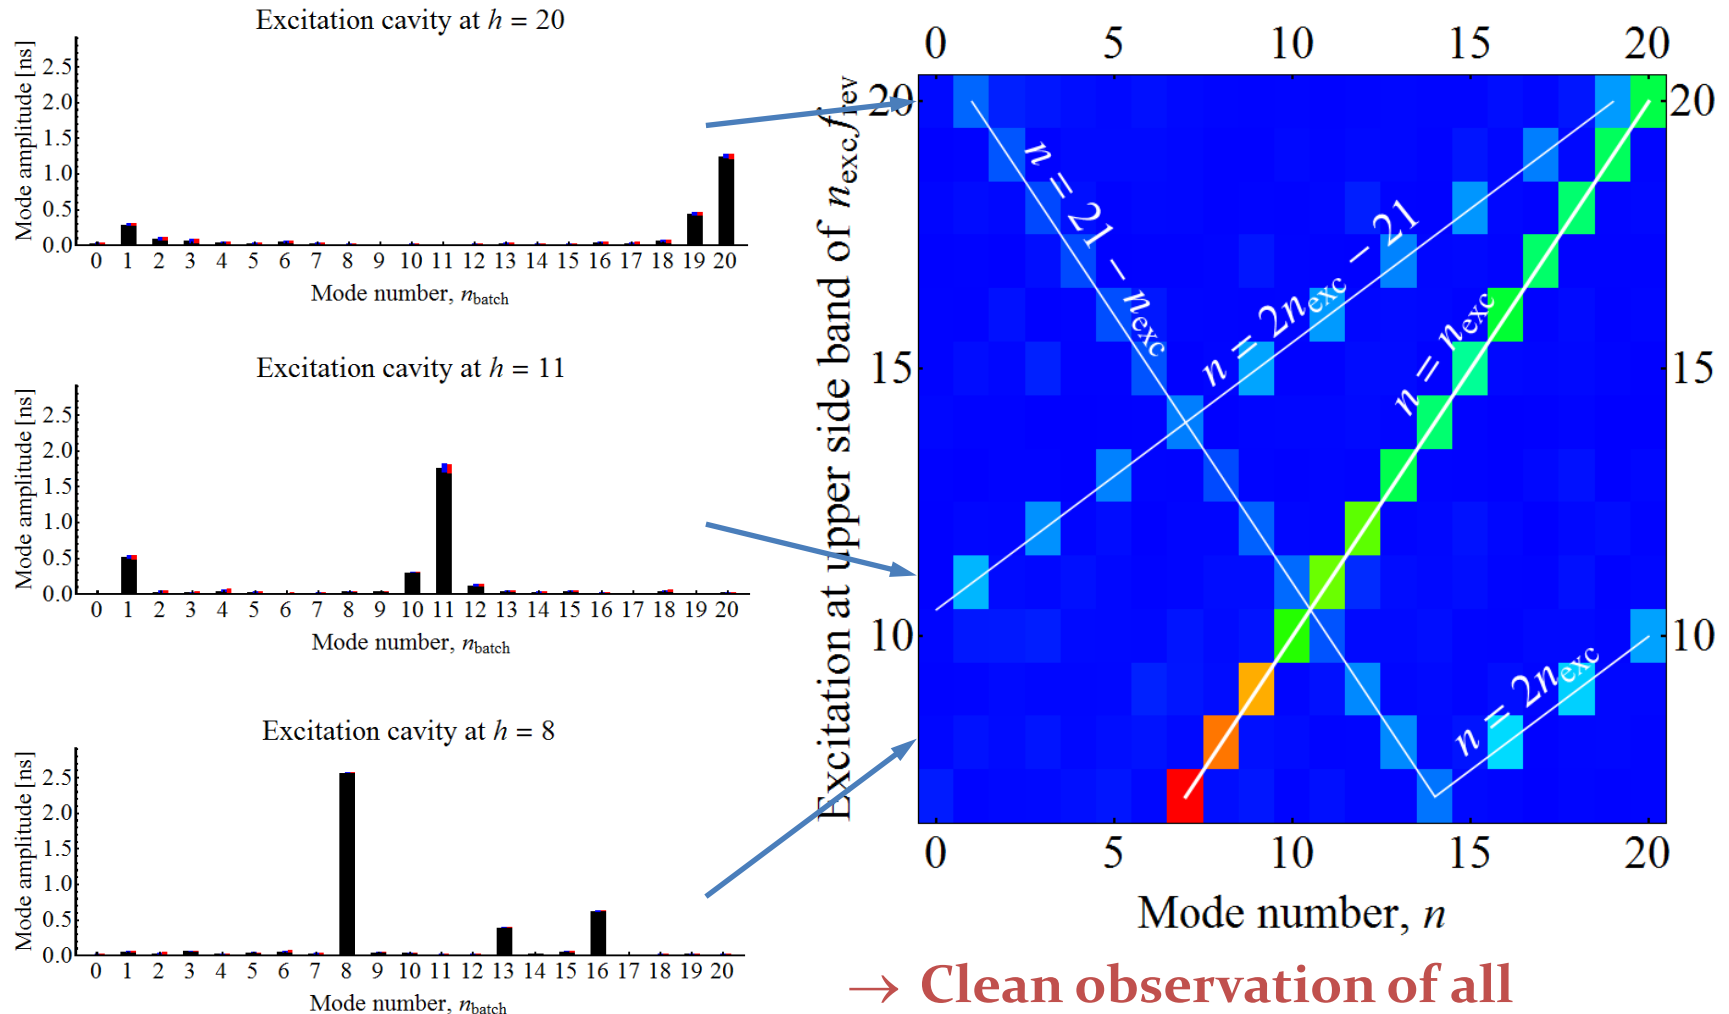 Excitation cavity at h = 20
Mode amplitude [ns]
2.5
2.0
1.5
1.0
0.5
0.0
0 1 2 3 4 5 6 7 8 9 10 11 12 13 14 15 16 17 18 19 20
Mode number, nbatch
Excitation cavity at h = 11
Mode amplitude [ns]
2.5
2.0
1.5
1.0
0.5
0.0
0 1 2 3 4 5 6 7 8 9 10 11 12 13 14 15 16 17 18 19 20
Mode number, nbatch
Excitation cavity at h = 8
Mode amplitude [ns]
2.5
2.0
1.5
1.0
0.5
0.0
0 1 2 3 4 5 6 7 8 9 10 11 12 13 14 15 16 17 18 19 20
Mode number, nbatch
0 5 10 15 20
Excitation at upper side band of nexc frev
20 20
15 15
10 10
n = 21 − nexc
n = 2nexc − 21
n = nexc
n = 2nexc
0 5 10 15 20
Mode number, n
→ Clean observation of all